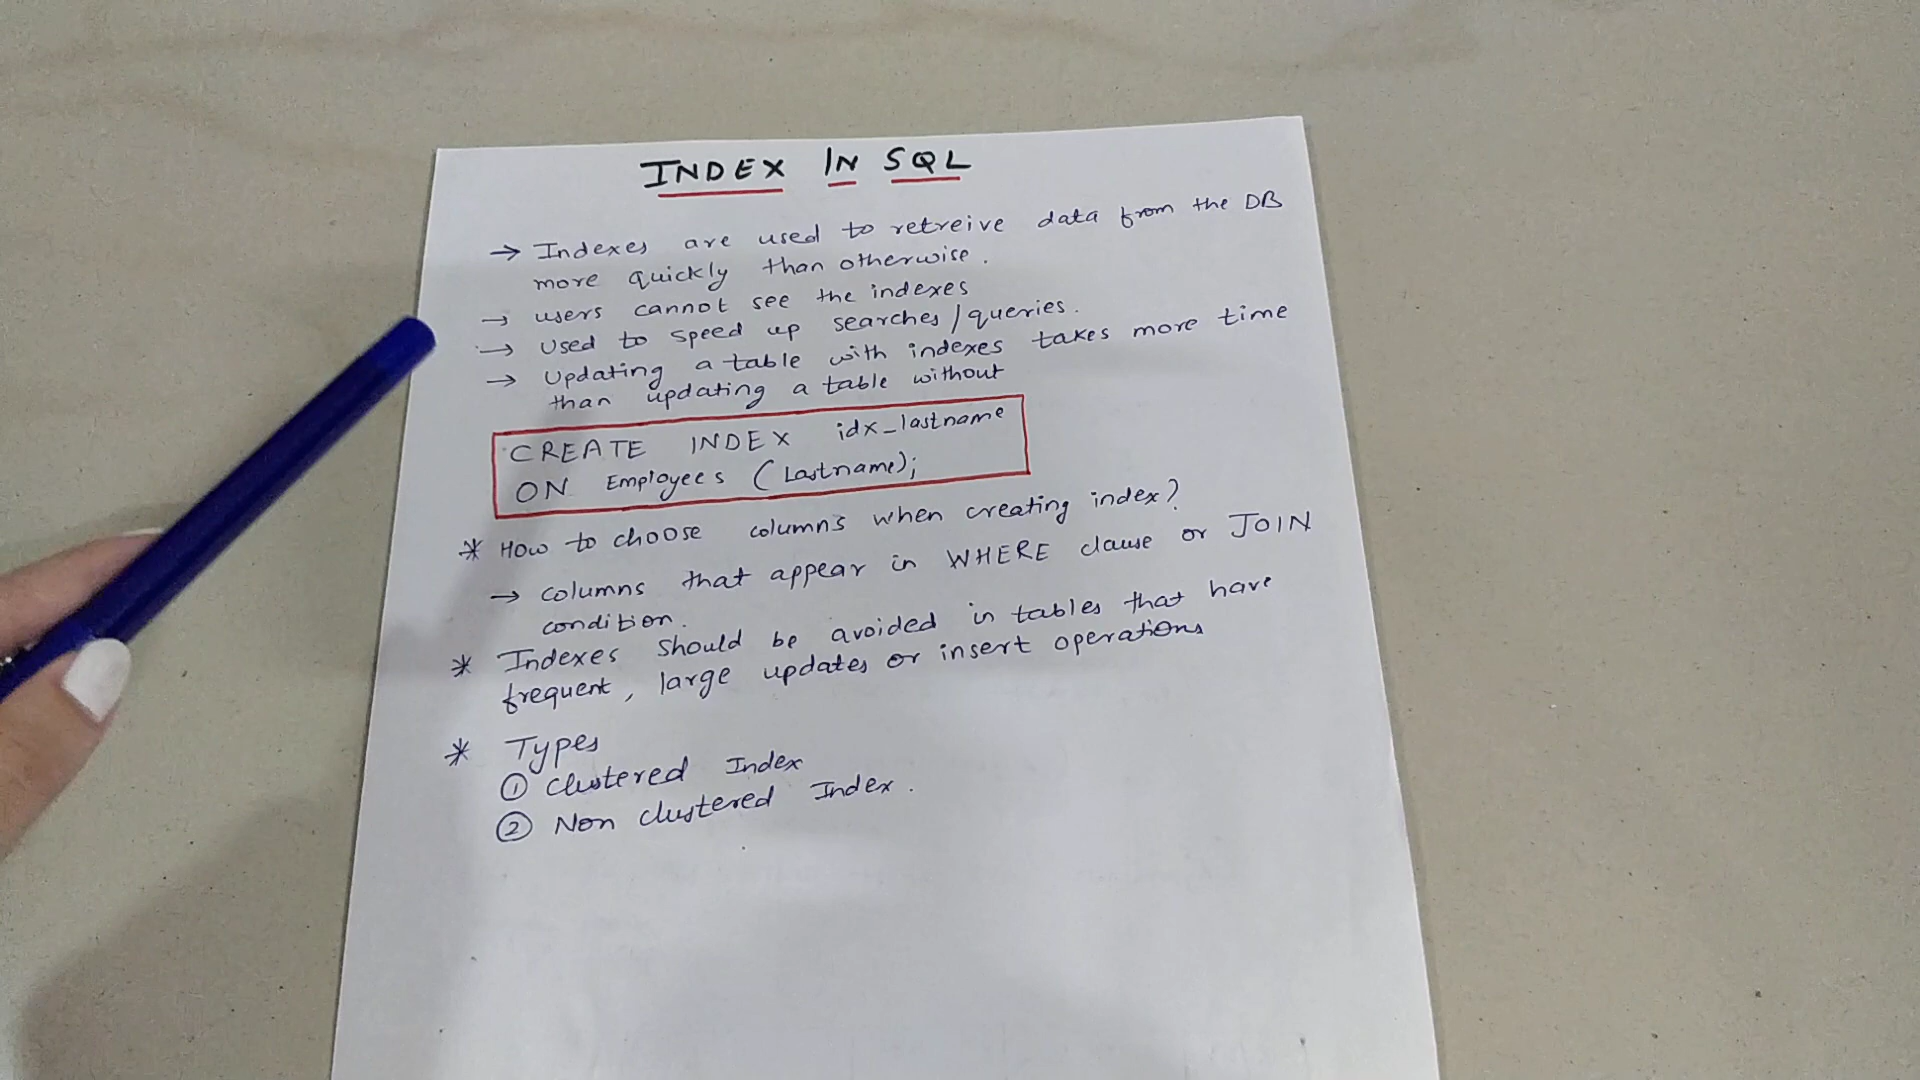 INDEX IN SQL
→ Indexes are used to retreive data from the DB
more quickly than otherwise.
→ users cannot see the indexes
→ Used to speed up searches/queries.
→ Updating a table with indexes takes more time
than updating a table without
CREATE INDEX idx_lastname
ON Employees (Lastname);
* How to choose columns when creating index?
→ columns that appear in WHERE clause or JOIN
condition.
* Indexes should be avoided in tables that have
frequent, large updates or insert operations
* Types
① Clustered Index
② Non clustered Index.